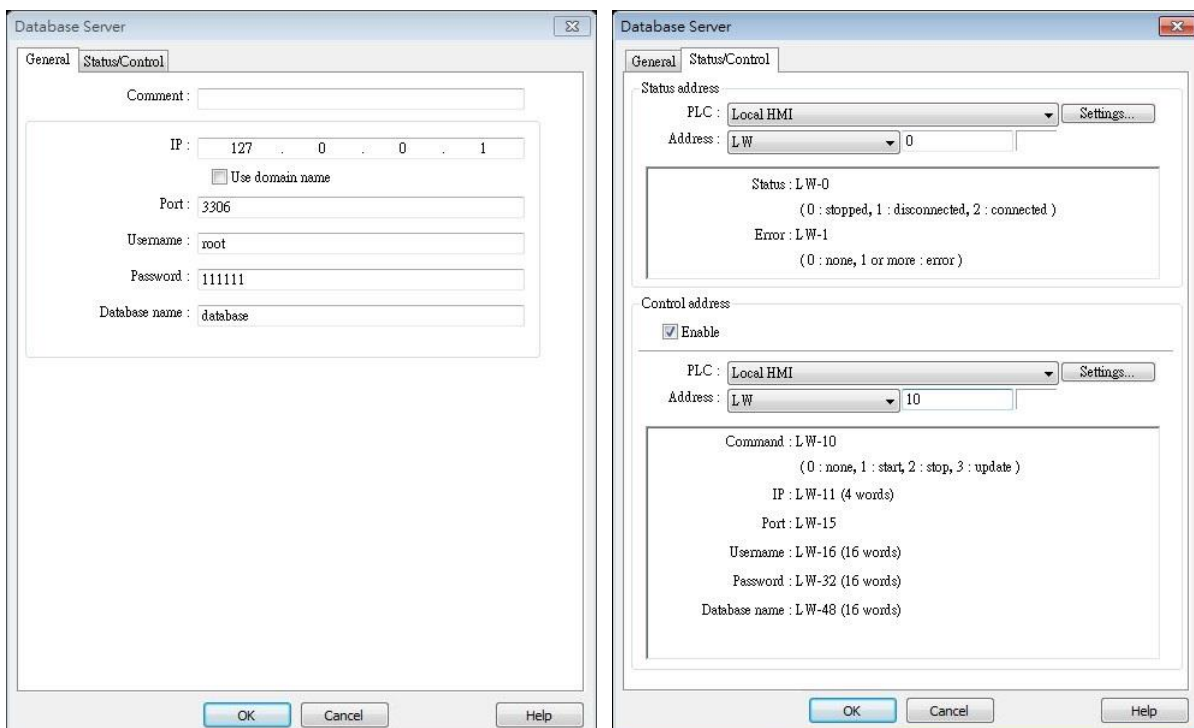 Database Server
General Status/Control
Comment :
IP : 127 . 0 . 0 . 1
Use domain name
Port : 3306
Username : root
Password : 111111
Database name : database
OK Cancel Help
Database Server
General Status/Control
Status address
PLC : Local HMI Settings...
Address : LW 0
Status : LW-0
( 0 : stopped, 1 : disconnected, 2 : connected )
Error : LW-1
( 0 : none, 1 or more : error )
Control address
Enable
PLC : Local HMI Settings...
Address : LW 10
Command : LW-10
( 0 : none, 1 : start, 2 : stop, 3 : update )
IP : LW-11 (4 words)
Port : LW-15
Username : LW-16 (16 words)
Password : LW-32 (16 words)
Database name : LW-48 (16 words)
OK Cancel Help